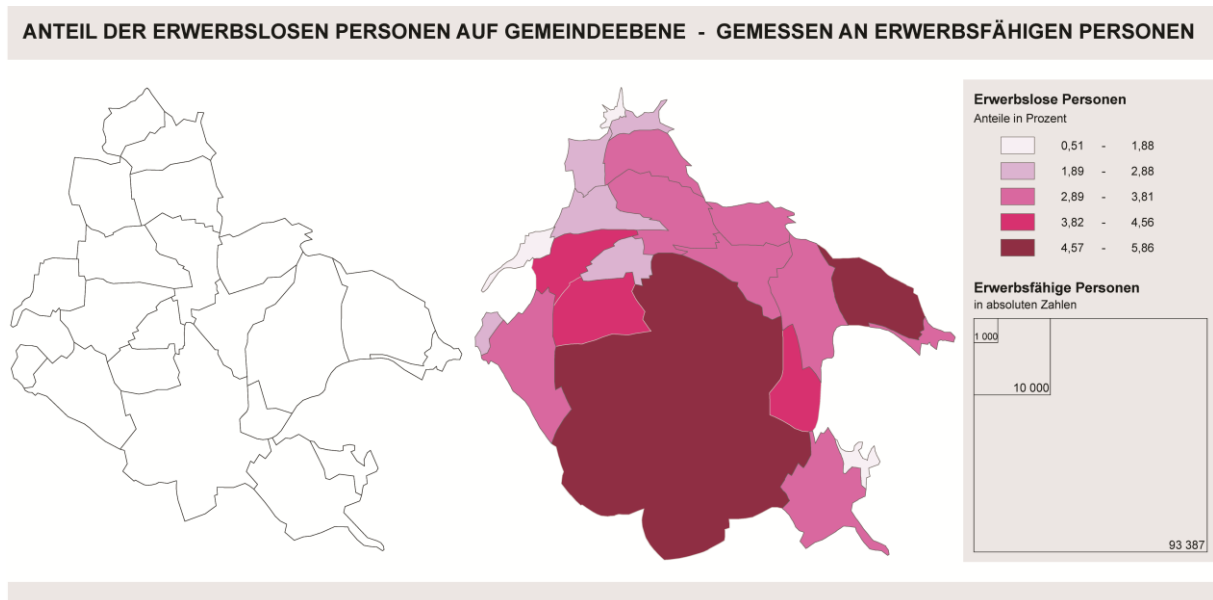 ANTEIL DER ERWERBSLOSEN PERSONEN AUF GEMEINDEEBENE - GEMESSEN AN ERWERBSFÄHIGEN PERSONEN
Erwerbslose Personen
Anteile in Prozent
0,51 - 1,88
1,89 - 2,88
2,89 - 3,81
3,82 - 4,56
4,57 - 5,86
Erwerbsfähige Personen
in absoluten Zahlen
1 000
10 000
93 387